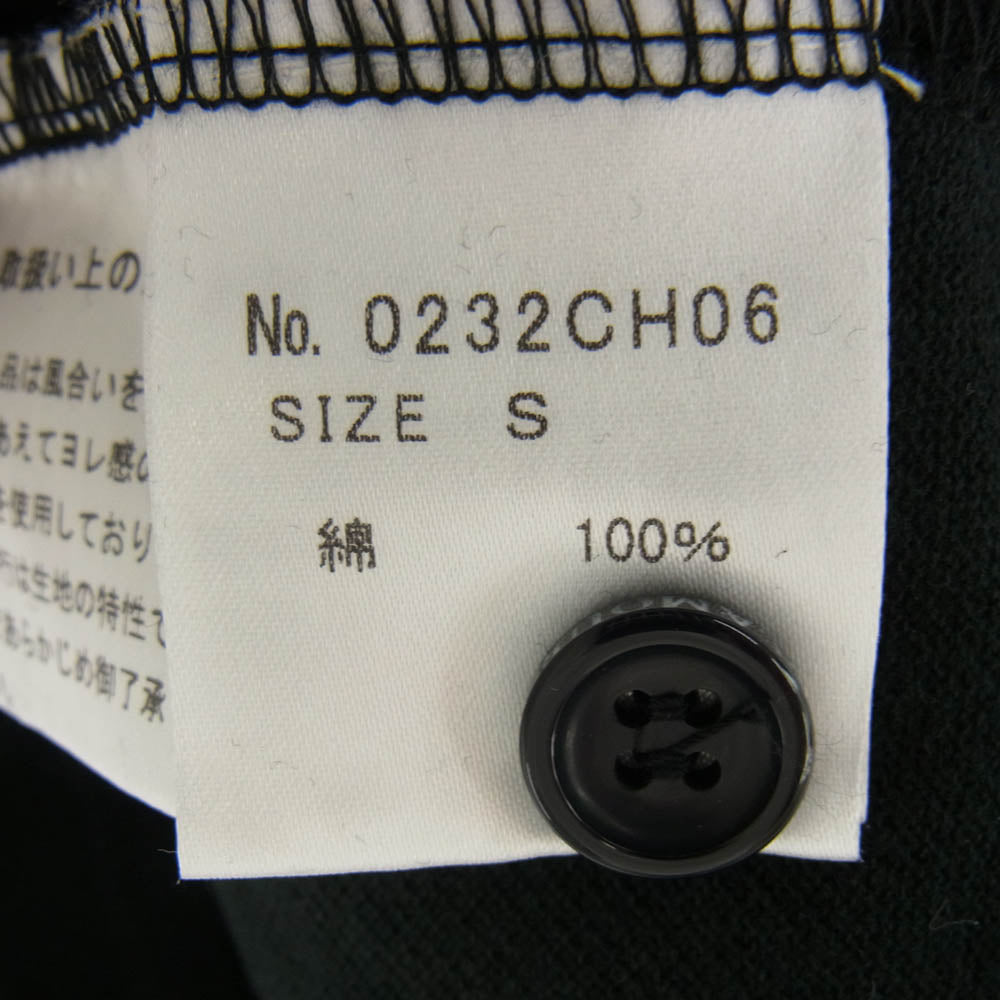 No. 0232CH06
SIZE S
綿 100%
取扱い上の
品は風合いを
あえてヨレ感の
を使用しており
は生地の特性で
あらかじめ御了承